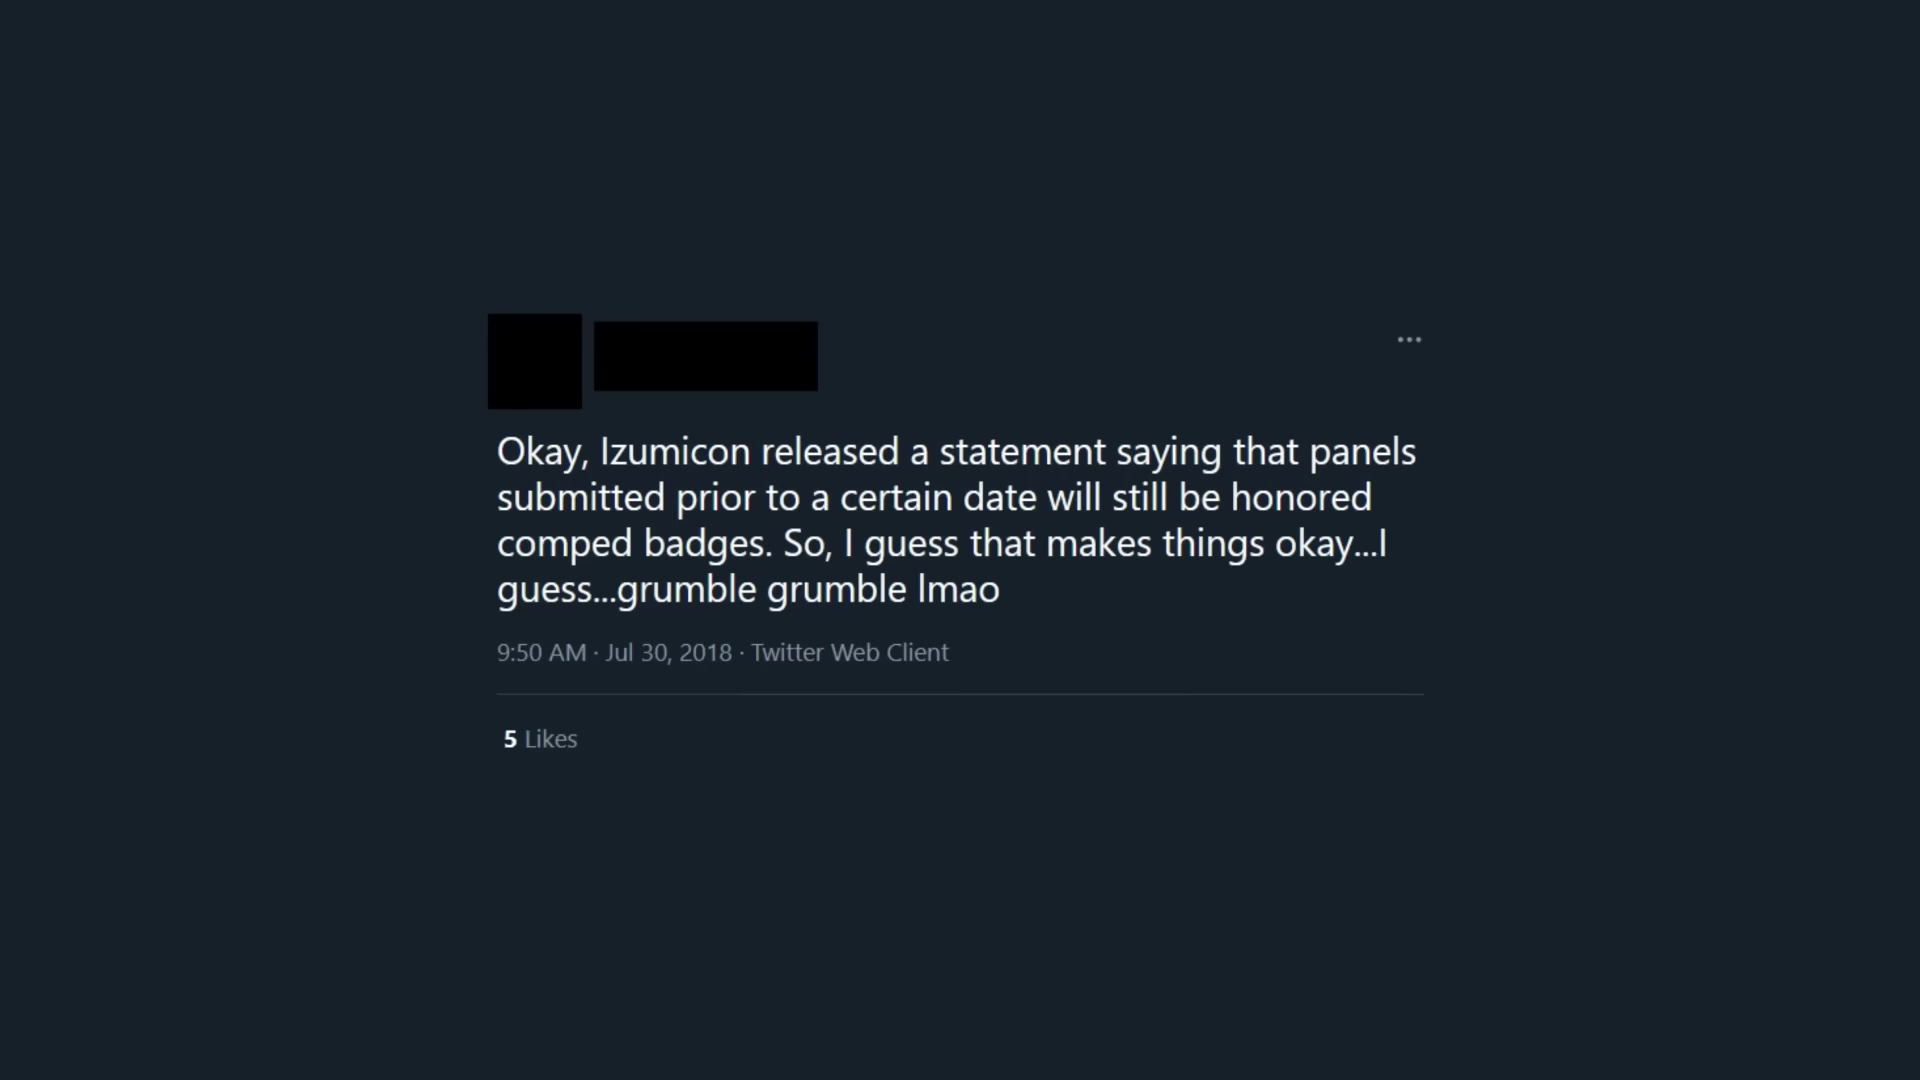 Okay, Izumicon released a statement saying that panels
submitted prior to a certain date will still be honored
comped badges. So, I guess that makes things okay...I
guess...grumble grumble lmao
9:50 AM · Jul 30, 2018 · Twitter Web Client
5 Likes